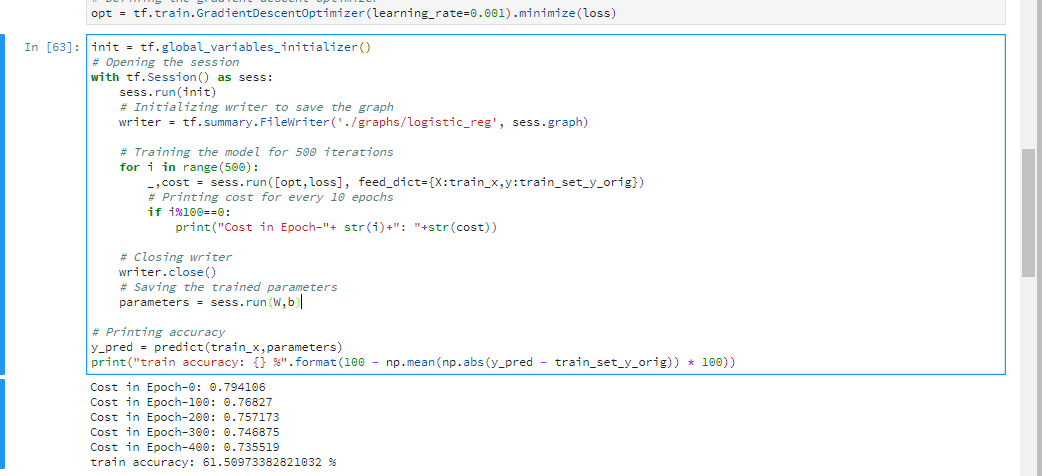 # Defining the gradient descent optimizer
opt = tf.train.GradientDescentOptimizer(learning_rate=0.001).minimize(loss)
In [63]: init = tf.global_variables_initializer()
# Opening the session
with tf.Session() as sess:
    sess.run(init)
    # Initializing writer to save the graph
    writer = tf.summary.FileWriter('./graphs/logistic_reg', sess.graph)
    # Training the model for 500 iterations
    for i in range(500):
        _,cost = sess.run([opt,loss], feed_dict={X:train_x,y:train_set_y_orig})
        # Printing cost for every 10 epochs
        if i%100==0:
            print("Cost in Epoch-"+ str(i)+": "+str(cost))
    # Closing writer
    writer.close()
    # Saving the trained parameters
    parameters = sess.run(W,b)
# Printing accuracy
y_pred = predict(train_x,parameters)
print("train accuracy: {} %".format(100 - np.mean(np.abs(y_pred - train_set_y_orig)) * 100))
Cost in Epoch-0: 0.794106
Cost in Epoch-100: 0.76827
Cost in Epoch-200: 0.757173
Cost in Epoch-300: 0.746875
Cost in Epoch-400: 0.735519
train accuracy: 61.50973382821032 %